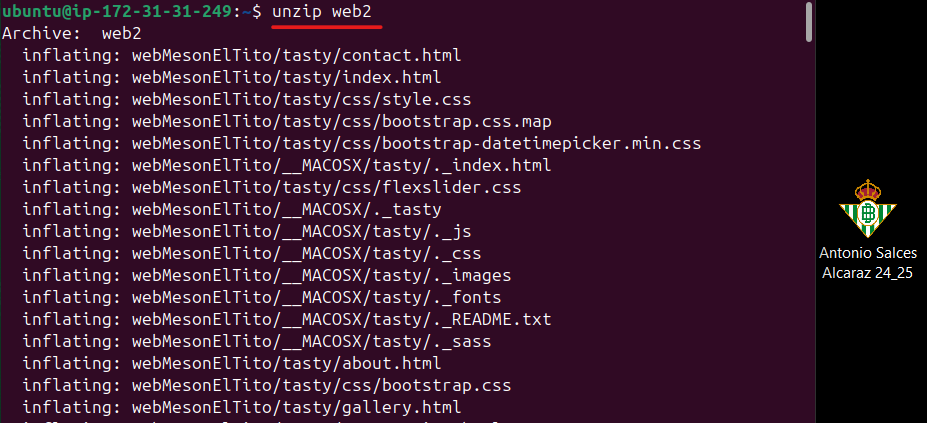 ubuntu@ip-172-31-31-249:~$ unzip web2
Archive:  web2
  inflating: webMesonElTito/tasty/contact.html
  inflating: webMesonElTito/tasty/index.html
  inflating: webMesonElTito/tasty/css/style.css
  inflating: webMesonElTito/tasty/css/bootstrap.css.map
  inflating: webMesonElTito/tasty/css/bootstrap-datetimepicker.min.css
  inflating: webMesonElTito/__MACOSX/tasty/._index.html
  inflating: webMesonElTito/tasty/css/flexslider.css
  inflating: webMesonElTito/__MACOSX/._tasty
  inflating: webMesonElTito/__MACOSX/tasty/._js
  inflating: webMesonElTito/__MACOSX/tasty/._css
  inflating: webMesonElTito/__MACOSX/tasty/._images
  inflating: webMesonElTito/__MACOSX/tasty/._fonts
  inflating: webMesonElTito/__MACOSX/tasty/._README.txt
  inflating: webMesonElTito/__MACOSX/tasty/._sass
  inflating: webMesonElTito/tasty/about.html
  inflating: webMesonElTito/tasty/css/bootstrap.css
  inflating: webMesonElTito/tasty/gallery.html
Antonio Salces
Alcaraz 24_25